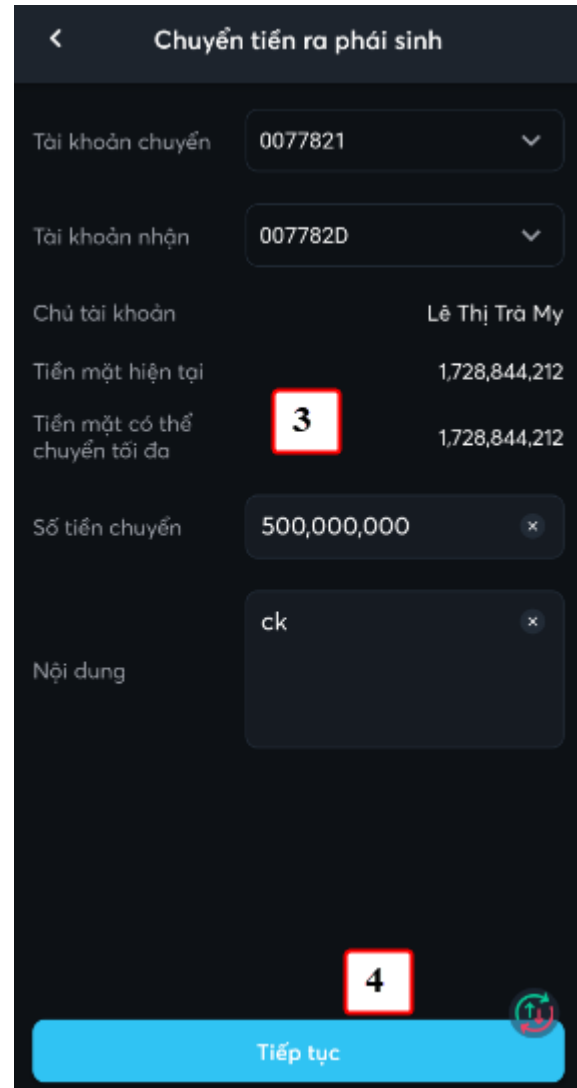 Chuyển tiền ra phái sinh
Tài khoản chuyển 0077821
Tài khoản nhận 007782D
Chủ tài khoản Lê Thị Trà My
Tiền mặt hiện tại 1,728,844,212
Tiền mặt có thể
chuyển tối đa 1,728,844,212
3
Số tiền chuyển 500,000,000
Nội dung ck
4
Tiếp tục